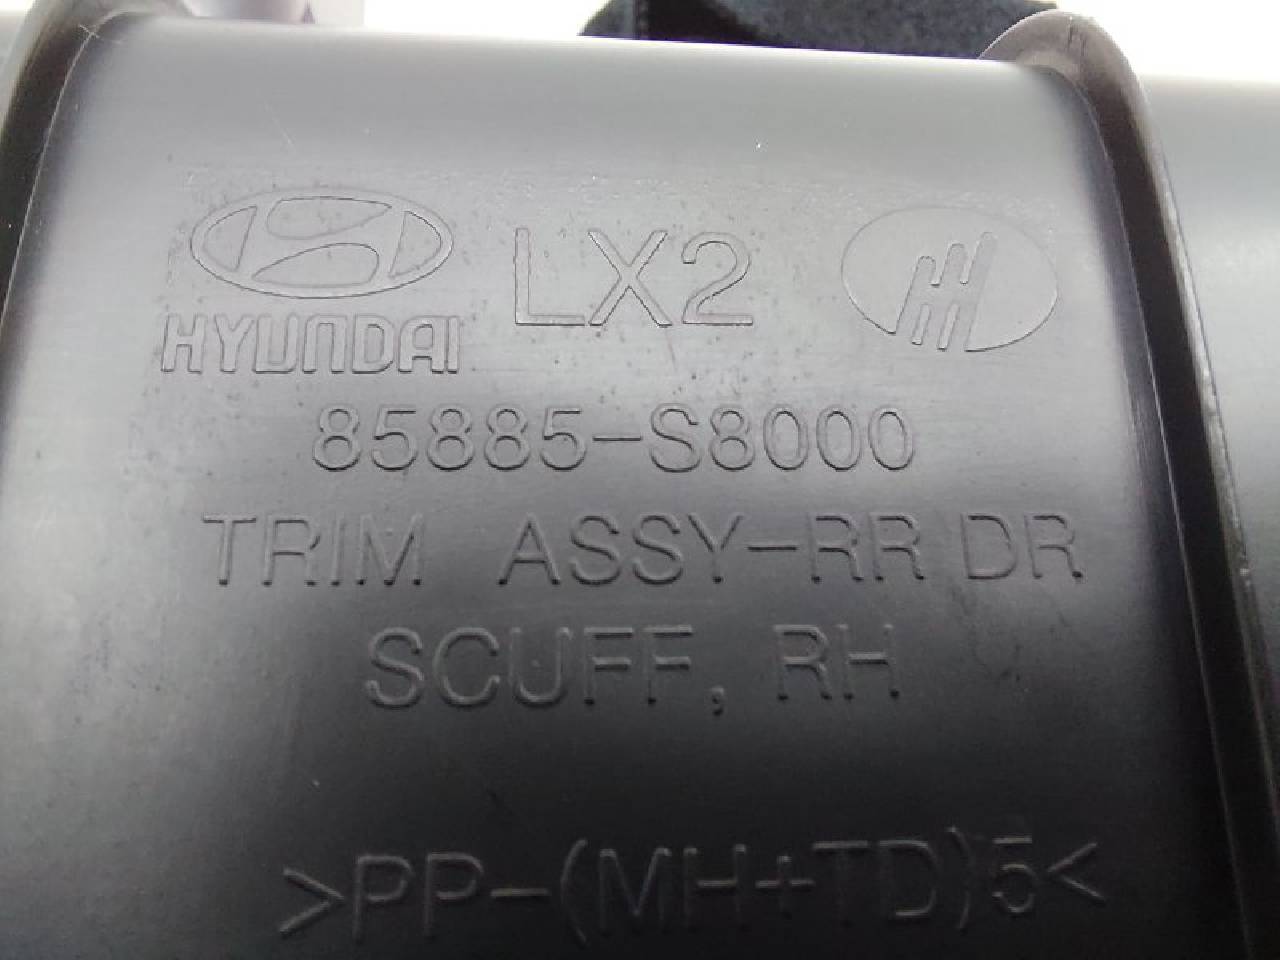 HYUNDAI LX2
85885-S8000
TRIM ASSY-RR DR
SCUFF, RH
>PP-(MH+TD)5<